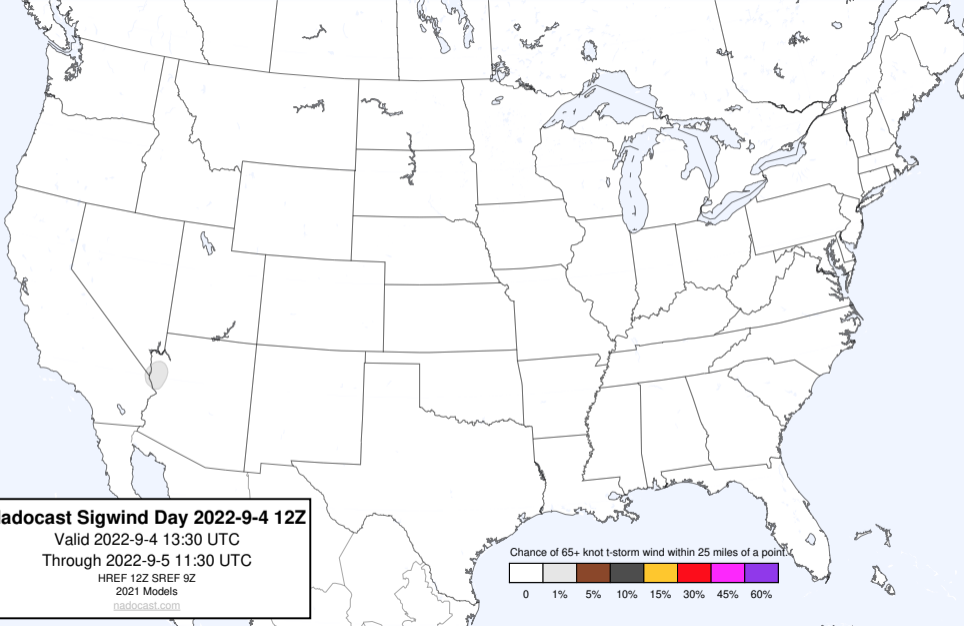 adocast Sigwind Day 2022-9-4 12Z
Valid 2022-9-4 13:30 UTC
Through 2022-9-5 11:30 UTC
HREF 12Z SREF 9Z
2021 Models
nadocast.com
Chance of 65+ knot t-storm wind within 25 miles of a point.
0 1% 5% 10% 15% 30% 45% 60%